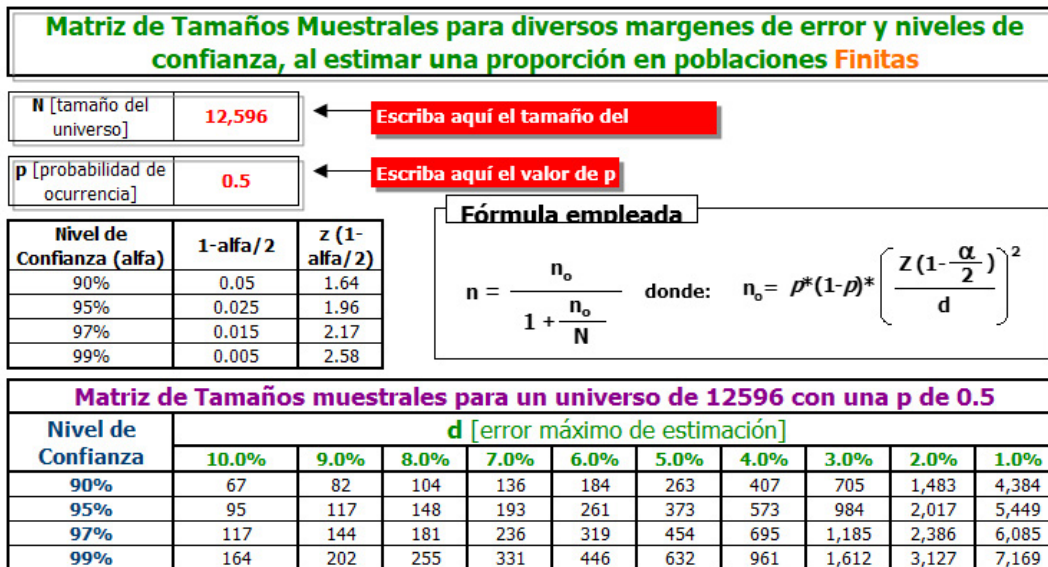 Matriz de Tamaños Muestrales para diversos margenes de error y niveles de
confianza, al estimar una proporción en poblaciones Finitas
N [tamaño del
universo]
12,596
Escriba aquí el tamaño del
p [probabilidad de
ocurrencia]
0.5
Escriba aquí el valor de p
Nivel de
Confianza (alfa)
1-alfa/2
z (1-
alfa/2)
90% 0.05 1.64
95% 0.025 1.96
97% 0.015 2.17
99% 0.005 2.58
Fórmula empleada
n = n₀ / (1 + n₀/N) donde: n₀= p*(1-p)* (Z (1-α/2) / d)²
Matriz de Tamaños muestrales para un universo de 12596 con una p de 0.5
Nivel de
Confianza
d [error máximo de estimación]
10.0% 9.0% 8.0% 7.0% 6.0% 5.0% 4.0% 3.0% 2.0% 1.0%
90% 67 82 104 136 184 263 407 705 1,483 4,384
95% 95 117 148 193 261 373 573 984 2,017 5,449
97% 117 144 181 236 319 454 695 1,185 2,386 6,085
99% 164 202 255 331 446 632 961 1,612 3,127 7,169